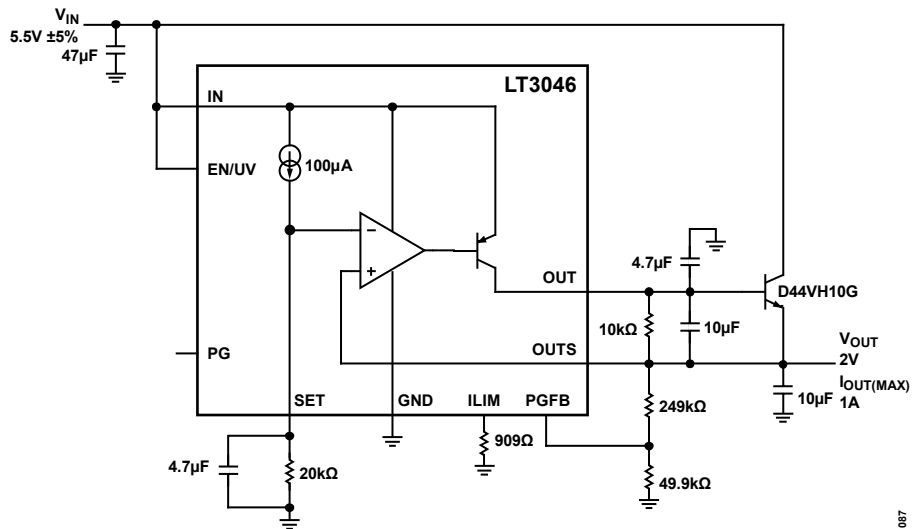 VIN
5.5V ±5%
47µF
LT3046
IN
EN/UV
100µA
−
+
OUT
4.7µF
D44VH10G
10kΩ
10µF
PG
OUTS
VOUT
2V
IOUT(MAX)
1A
10µF
SET
GND
ILIM
PGFB
249kΩ
909Ω
4.7µF
20kΩ
49.9kΩ
087